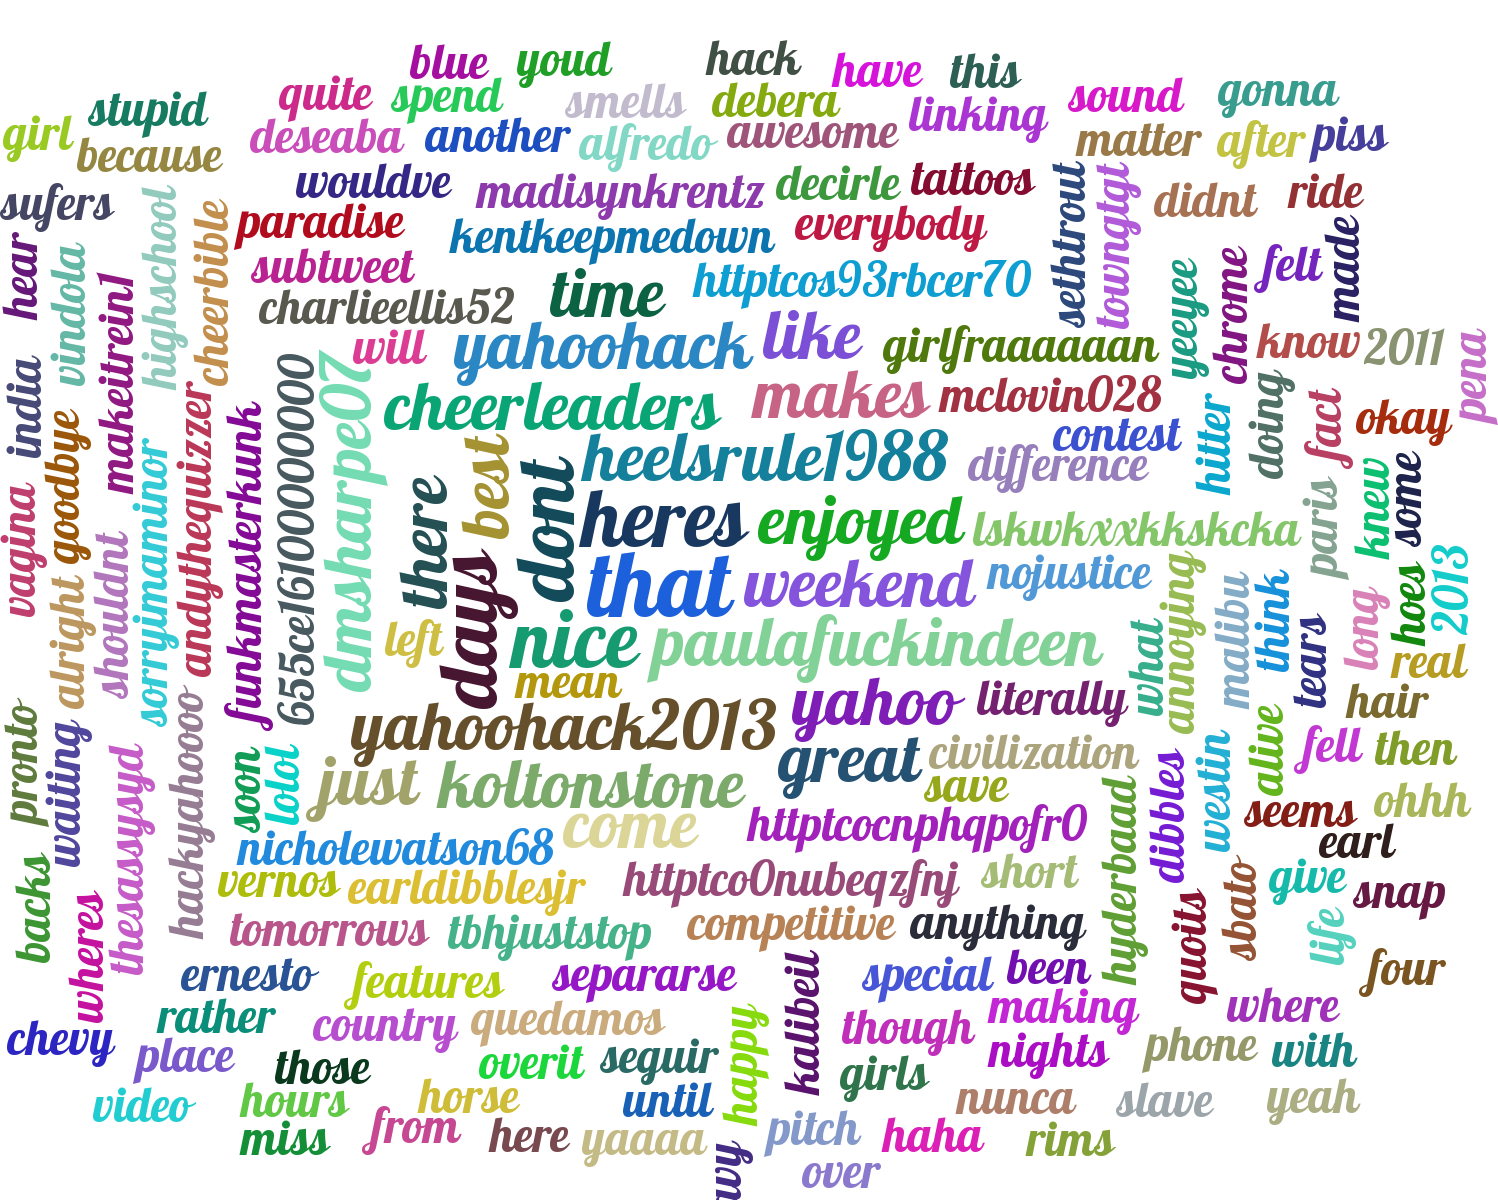 blue youd hack have this
quite spend smells debera linking sound gonna
girl stupid because deseaba another alfredo awesome matter after piss
sufers wouldve madisynkrentz decirle tattoos didnt ride
paradise kentkeepmedown everybody sethtrout towngtgt
hear vindola makeitrein1 highschool cheerbible
subtweet time httptcos93rbcer70 yeeyee chrome felt made
charlieellis52 will yahoohack like girlfraaaaaan know 2011 pena
india goodbye sorryimaminor andythequizzer funkmasterkunk 655ce16100000000 dmsharpe07
cheerleaders makes mclovin028 hitter doing fact okay
there best dont heelsrule1988 contest difference
vagina alright shouldnt heres enjoyed lskwkxxkkskcka paris knew some
days that weekend nojustice annoying malibu think hoes 2013
left nice paulafuckindeen what tears long real
mean yahoo literally hair
pronto waiting thesassysyd hackyahoooo soon lolol yahoohack2013 great civilization dibbles westin alive fell then
just koltonstone save seems ohhh
nicholewatson68 come httptcocnphqpofr0 hyderbaad earl
backs wheres vernos earldibblesjr httptco0nubeqzfnj short quoits sbato give snap
tomorrows tbhjuststop competitive anything life
ernesto features separarse kalibeil special been four
chevy rather country quedamos happy though making where
place those overit seguir girls nights phone with
video hours horse until nunca slave yeah
miss from here yaaaa pitch haha rims
over